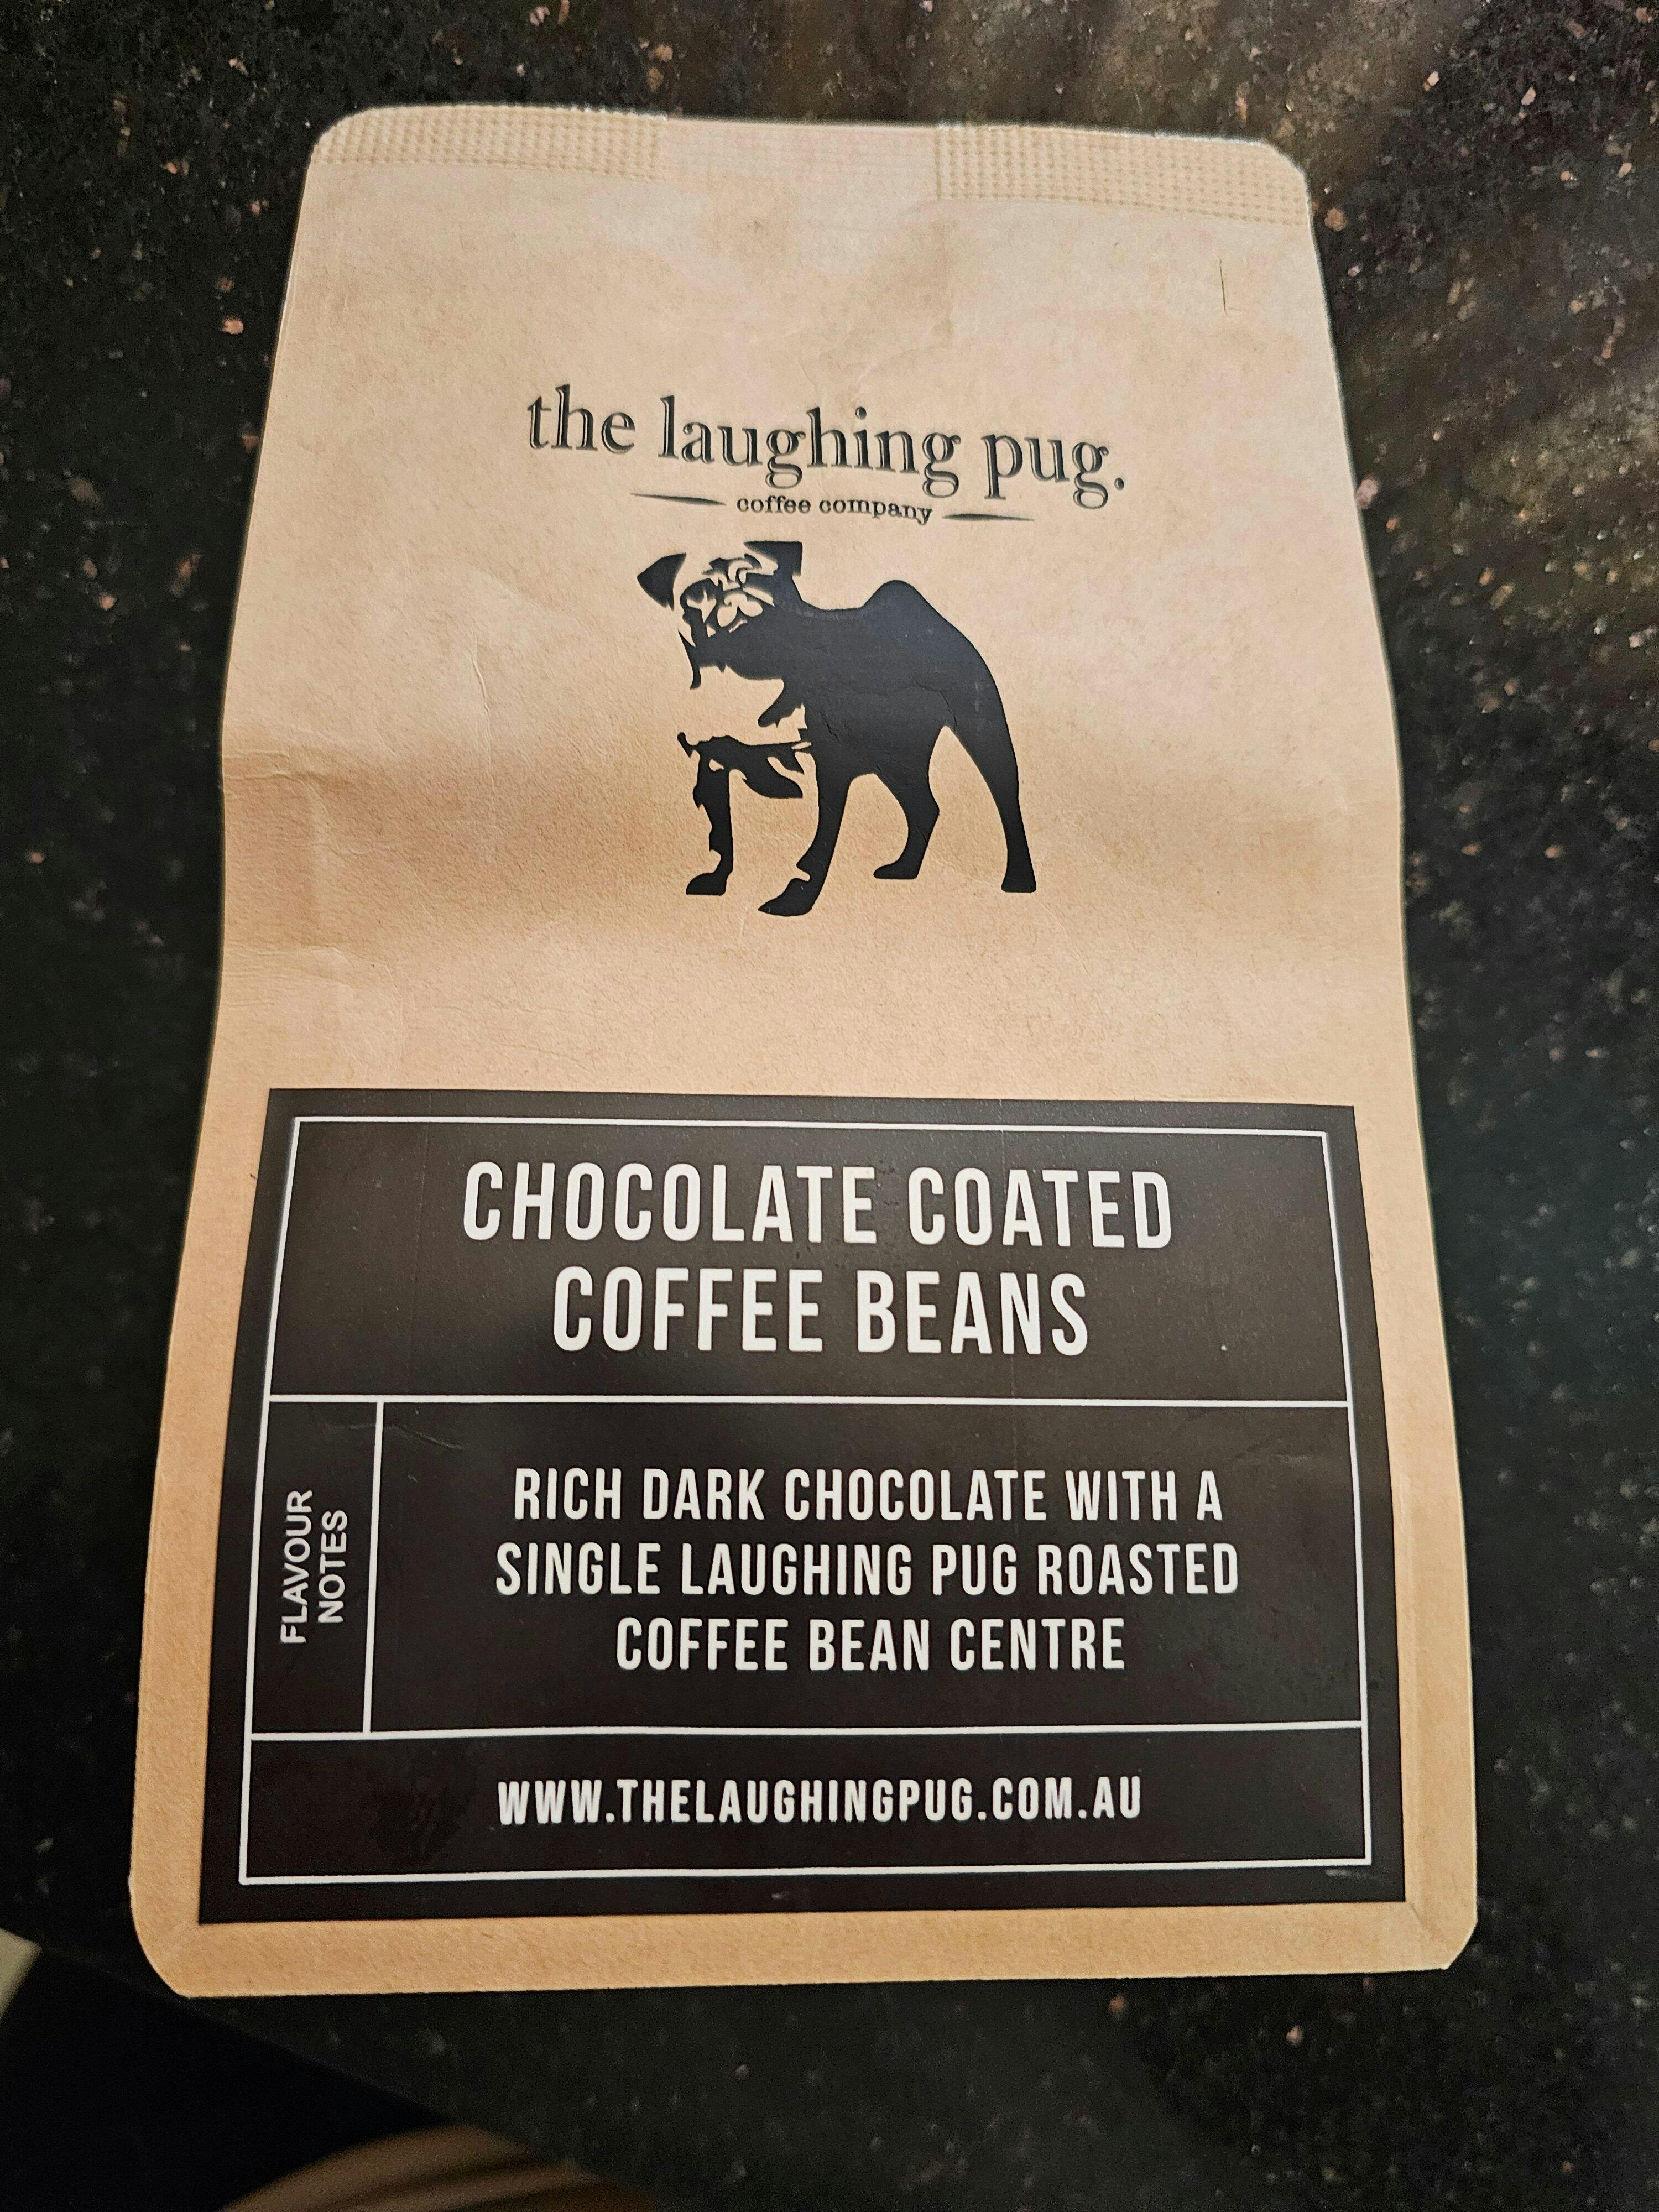 the laughing pug.
coffee company
CHOCOLATE COATED
COFFEE BEANS
FLAVOUR
NOTES
RICH DARK CHOCOLATE WITH A
SINGLE LAUGHING PUG ROASTED
COFFEE BEAN CENTRE
WWW.THELAUGHINGPUG.COM.AU